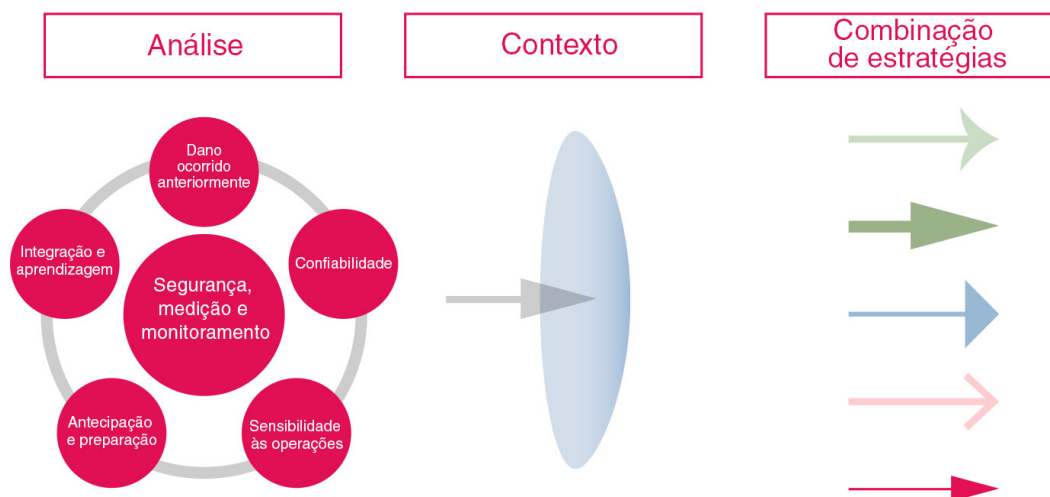 Análise
Contexto
Combinação
de estratégias
Dano
ocorrido
anteriormente
Integração e
aprendizagem
Confiabilidade
Segurança,
medição e
monitoramento
Antecipação
e preparação
Sensibilidade
às operações